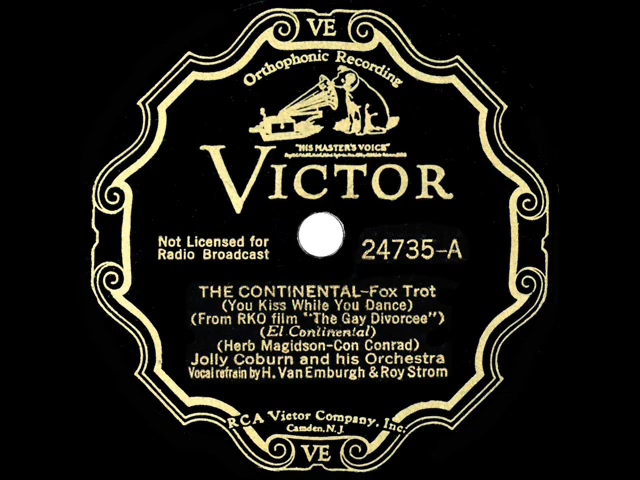 VE
Orthophonic Recording
"HIS MASTER'S VOICE"
VICTOR
Not Licensed for
Radio Broadcast
24735-A
THE CONTINENTAL-Fox Trot
(You Kiss While You Dance)
(From RKO film "The Gay Divorcee")
(El Continental)
(Herb Magidson-Con Conrad)
Jolly Coburn and his Orchestra
Vocal refrain by H. Van Emburgh & Roy Strom
RCA Victor Company, Inc.
Camden, N.J.
VE